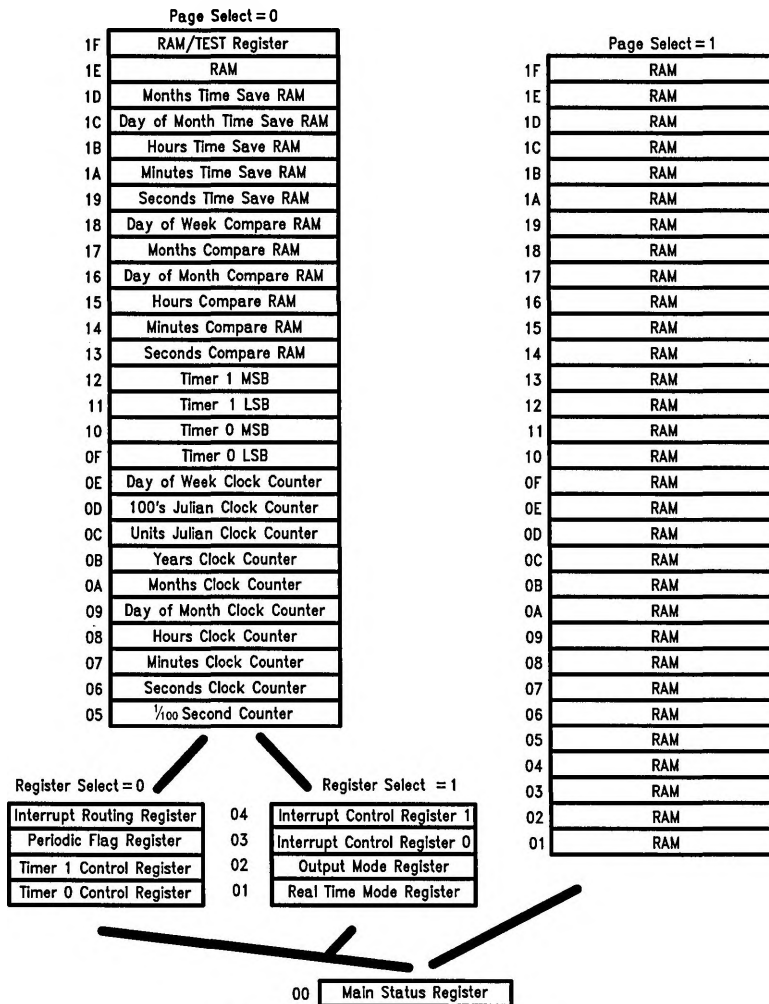 Page Select = 0
1F RAM/TEST Register
1E RAM
1D Months Time Save RAM
1C Day of Month Time Save RAM
1B Hours Time Save RAM
1A Minutes Time Save RAM
19 Seconds Time Save RAM
18 Day of Week Compare RAM
17 Months Compare RAM
16 Day of Month Compare RAM
15 Hours Compare RAM
14 Minutes Compare RAM
13 Seconds Compare RAM
12 Timer 1 MSB
11 Timer 1 LSB
10 Timer 0 MSB
0F Timer 0 LSB
0E Day of Week Clock Counter
0D 100's Julian Clock Counter
0C Units Julian Clock Counter
0B Years Clock Counter
0A Months Clock Counter
09 Day of Month Clock Counter
08 Hours Clock Counter
07 Minutes Clock Counter
06 Seconds Clock Counter
05 1/100 Second Counter
Page Select = 1
1F RAM
1E RAM
1D RAM
1C RAM
1B RAM
1A RAM
19 RAM
18 RAM
17 RAM
16 RAM
15 RAM
14 RAM
13 RAM
12 RAM
11 RAM
10 RAM
0F RAM
0E RAM
0D RAM
0C RAM
0B RAM
0A RAM
09 RAM
08 RAM
07 RAM
06 RAM
05 RAM
04 RAM
03 RAM
02 RAM
01 RAM
Register Select = 0 Register Select = 1
Interrupt Routing Register 04 Interrupt Control Register 1
Periodic Flag Register 03 Interrupt Control Register 0
Timer 1 Control Register 02 Output Mode Register
Timer 0 Control Register 01 Real Time Mode Register
00 Main Status Register